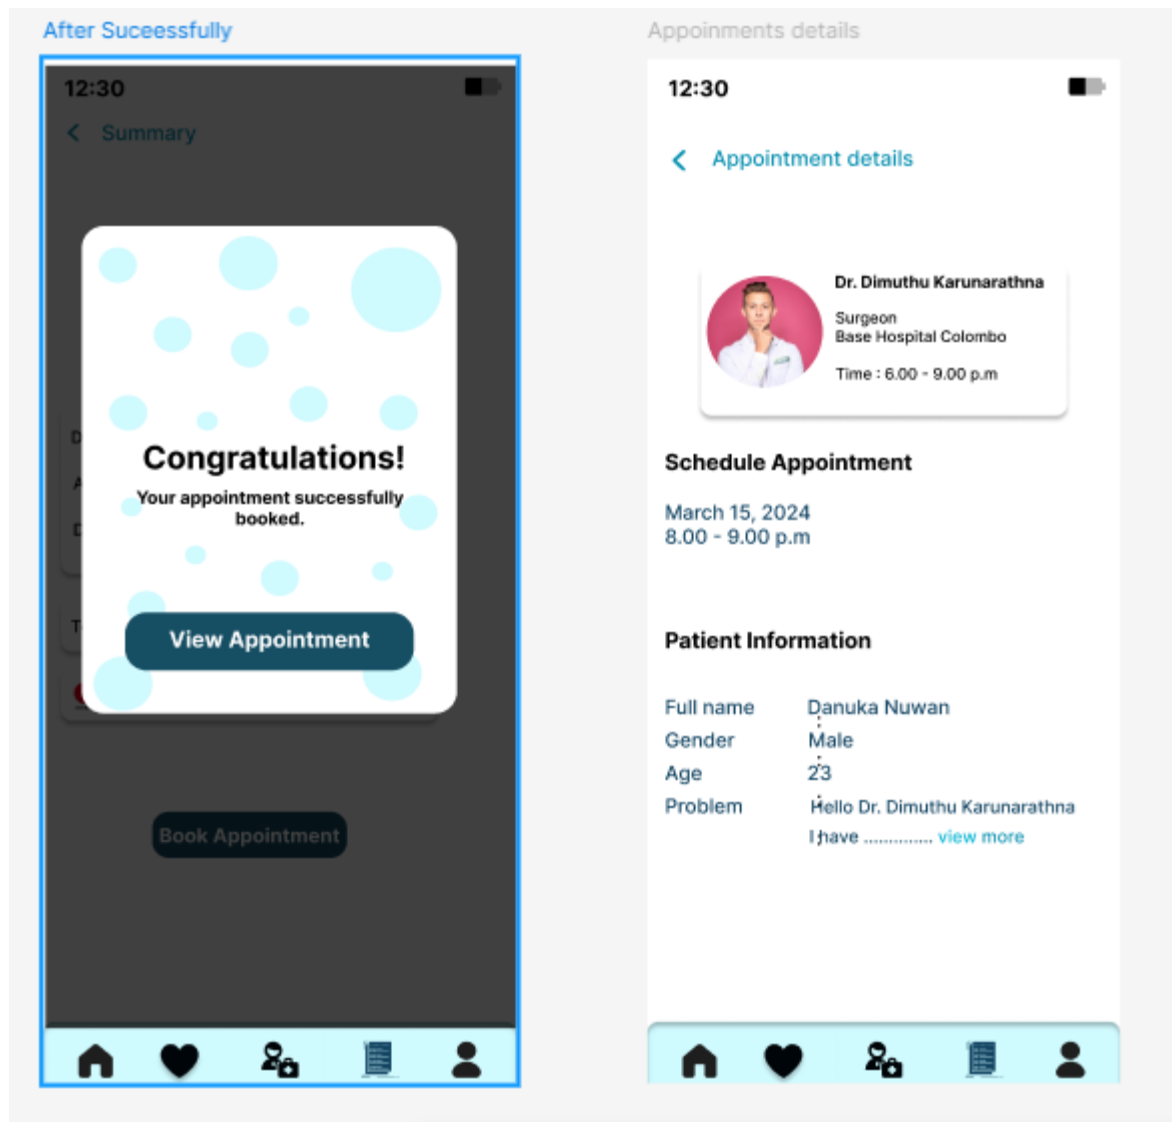 After Suceessfully
12:30
Summary
Congratulations!
Your appointment successfully
booked.
View Appointment
Book Appointment
Appoinments details
12:30
Appointment details
Dr. Dimuthu Karunarathna
Surgeon
Base Hospital Colombo
Time : 6.00 - 9.00 p.m
Schedule Appointment
March 15, 2024
8.00 - 9.00 p.m
Patient Information
Full name : Danuka Nuwan
Gender : Male
Age : 23
Problem : Hello Dr. Dimuthu Karunarathna
I have .............. view more